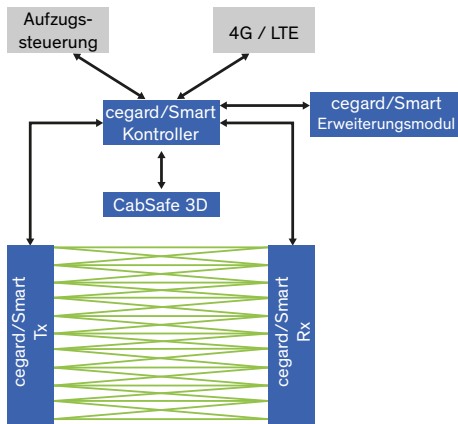 Aufzugs-
steuerung
4G / LTE
cegard/Smart
Kontroller
cegard/Smart
Erweiterungsmodul
CabSafe 3D
cegard/Smart
Tx
cegard/Smart
Rx